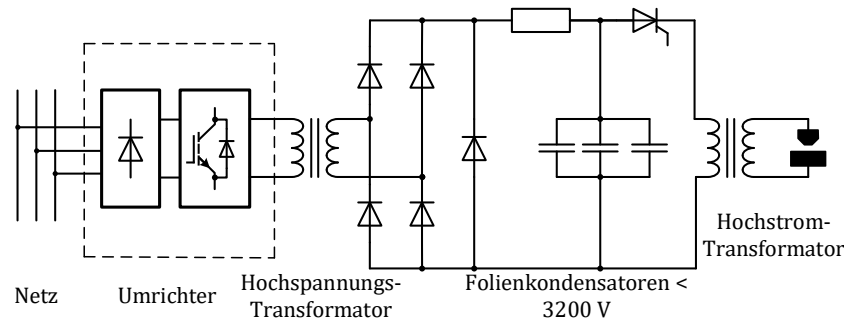 Netz
Umrichter
Hochspannungs-
Transformator
Folienkondensatoren <
3200 V
Hochstrom-
Transformator